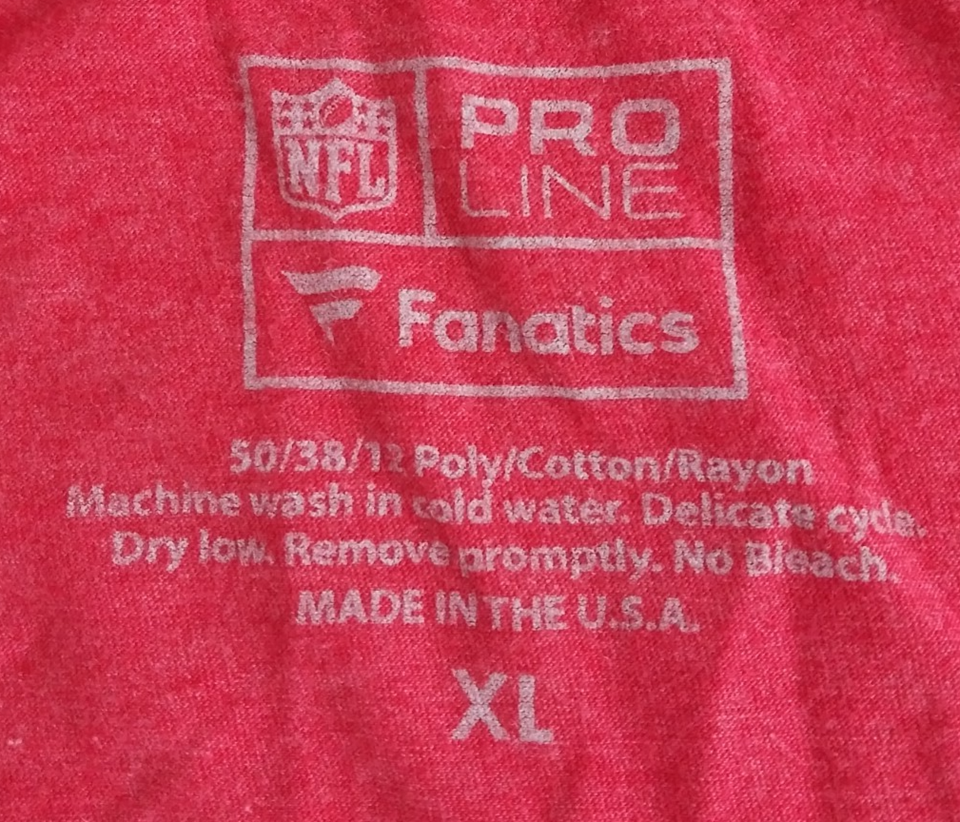 NFL
PRO
LINE
Fanatics
50/38/12 Poly/Cotton/Rayon
Machine wash in cold water. Delicate cycle.
Dry low. Remove promptly. No Bleach.
MADE IN THE U.S.A.
XL